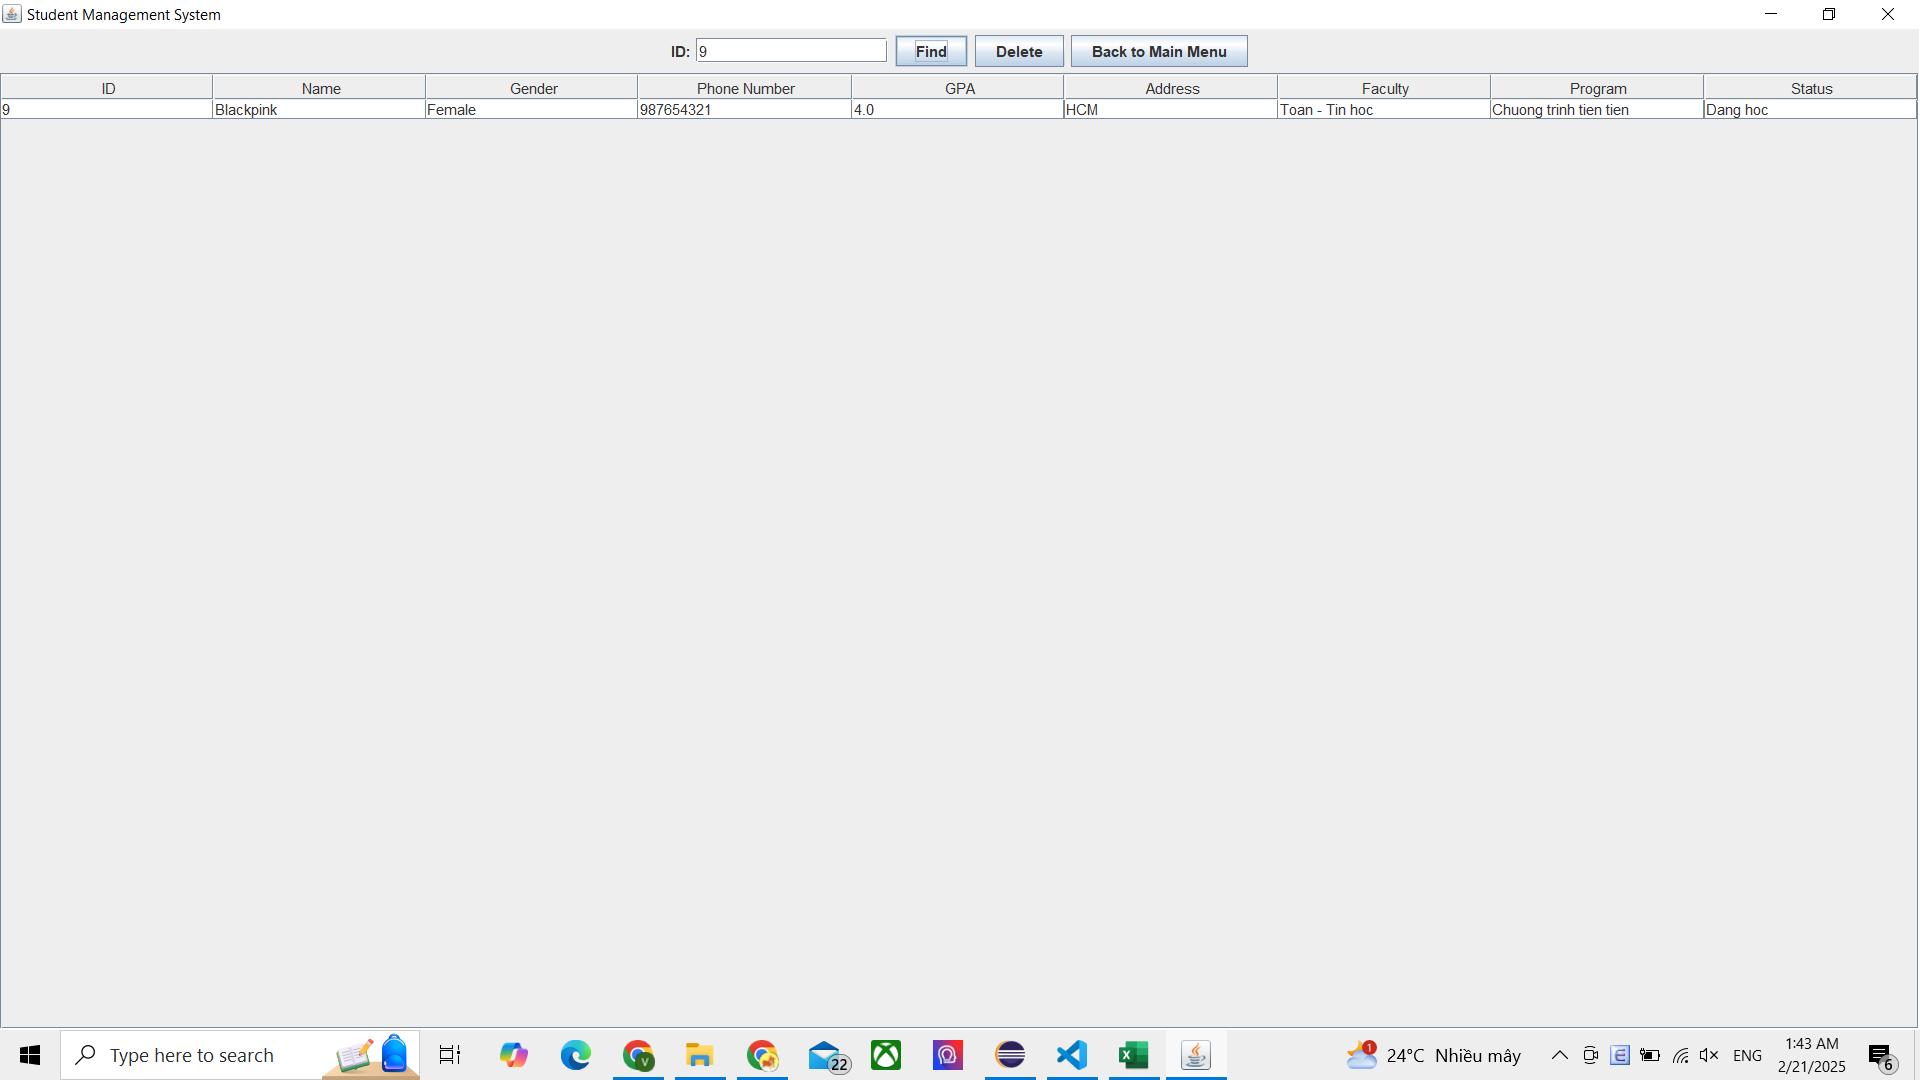 Student Management System
ID: 9 Find Delete Back to Main Menu
ID Name Gender Phone Number GPA Address Faculty Program Status
9 Blackpink Female 987654321 4.0 HCM Toan - Tin hoc Chuong trinh tien tien Dang hoc
Type here to search V 22 X 1 24°C Nhiều mây E ENG 1:43 AM
2/21/2025 6